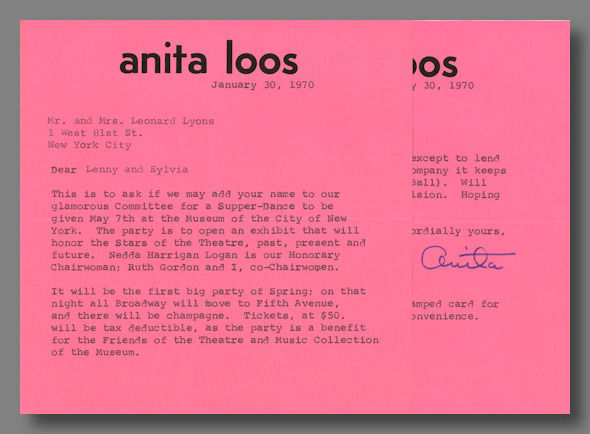 anita loos
January 30, 1970
Mr. and Mrs. Leonard Lyons
1 West 81st St.
New York City
Dear Lenny and Sylvia
This is to ask if we may add your name to our
glamorous Committee for a Supper-Dance to be
given May 7th at the Museum of the City of New
York. The party is to open an exhibit that will
honor the Stars of the Theatre, past, present and
future. Nedda Harrigan Logan is our Honorary
Chairwoman; Ruth Gordon and I, co-Chairwomen.
It will be the first big party of Spring; on that
night all Broadway will move to Fifth Avenue,
and there will be champagne. Tickets, at $50.
will be tax deductible, as the party is a benefit
for the Friends of the Theatre and Music Collection
of the Museum.
oos
y 30, 1970
except to lend
ompany it keeps
Ball). Will
ision. Hoping
ordially yours,
Anita
amped card for
onvenience.